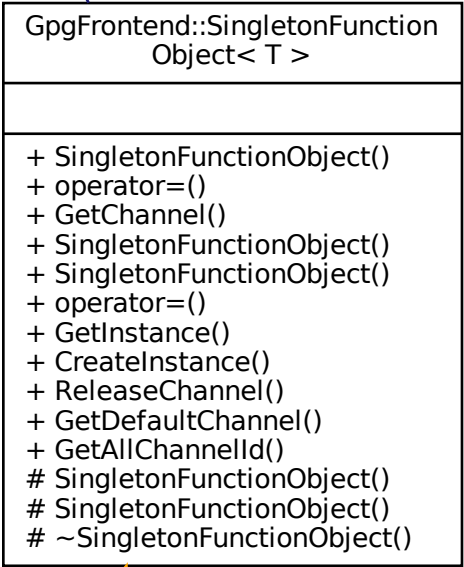 GpgFrontend::SingletonFunction
Object< T >
+ SingletonFunctionObject()
+ operator=()
+ GetChannel()
+ SingletonFunctionObject()
+ SingletonFunctionObject()
+ operator=()
+ GetInstance()
+ CreateInstance()
+ ReleaseChannel()
+ GetDefaultChannel()
+ GetAllChannelId()
# SingletonFunctionObject()
# SingletonFunctionObject()
# ~SingletonFunctionObject()